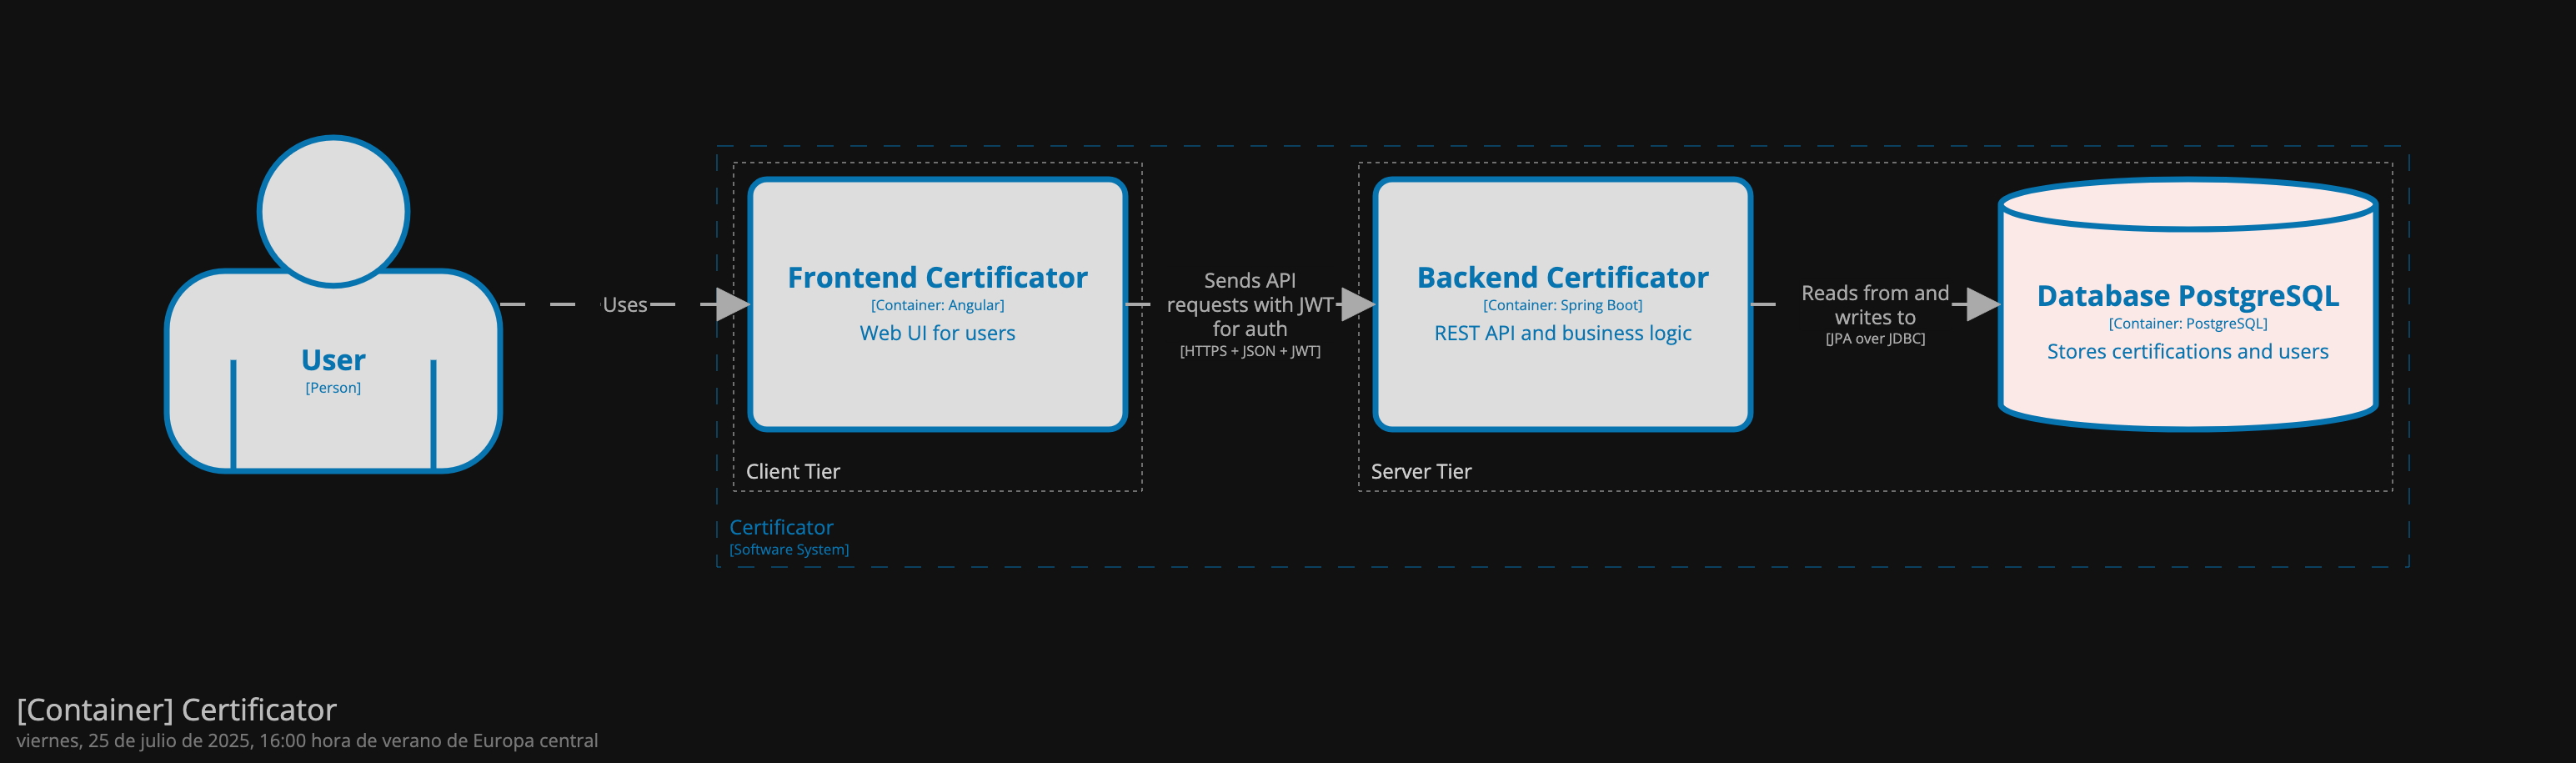 User
[Person]
Uses
Frontend Certificator
[Container: Angular]
Web UI for users
Client Tier
Sends API
requests with JWT
for auth
[HTTPS + JSON + JWT]
Backend Certificator
[Container: Spring Boot]
REST API and business logic
Server Tier
Reads from and
writes to
[JPA over JDBC]
Database PostgreSQL
[Container: PostgreSQL]
Stores certifications and users
Certificator
[Software System]
[Container] Certificator
viernes, 25 de julio de 2025, 16:00 hora de verano de Europa central